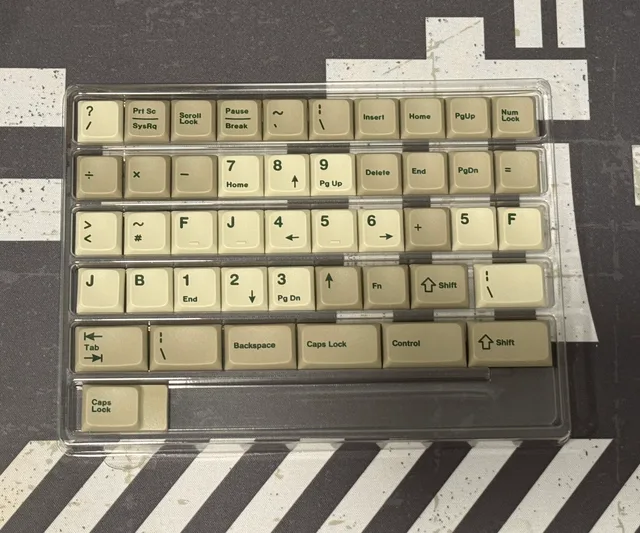 ? Prt Sc Scroll Pause ~ ¦ Insert Home PgUp Num
/ SysRq Lock Break ` \ Lock
÷ × − 7 8 9 Delete End PgDn =
Home ↑ Pg Up
> ~ F J 4 5 6 + 5 F
< # ← →
J B 1 2 3 ↑ Fn ⇧ Shift ¦
End ↓ Pg Dn \
Tab ¦ Backspace Caps Lock Control ⇧ Shift
\
Caps
Lock